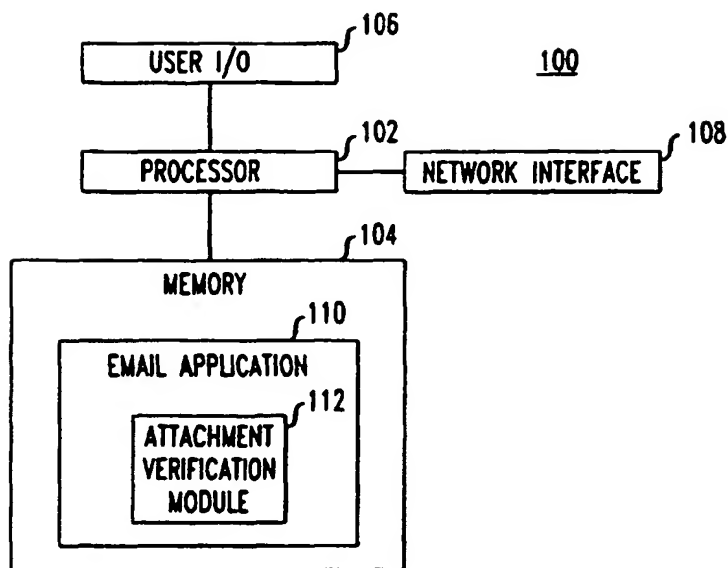 106
USER I/O
100
102
108
PROCESSOR
NETWORK INTERFACE
104
MEMORY
110
EMAIL APPLICATION
112
ATTACHMENT
VERIFICATION
MODULE